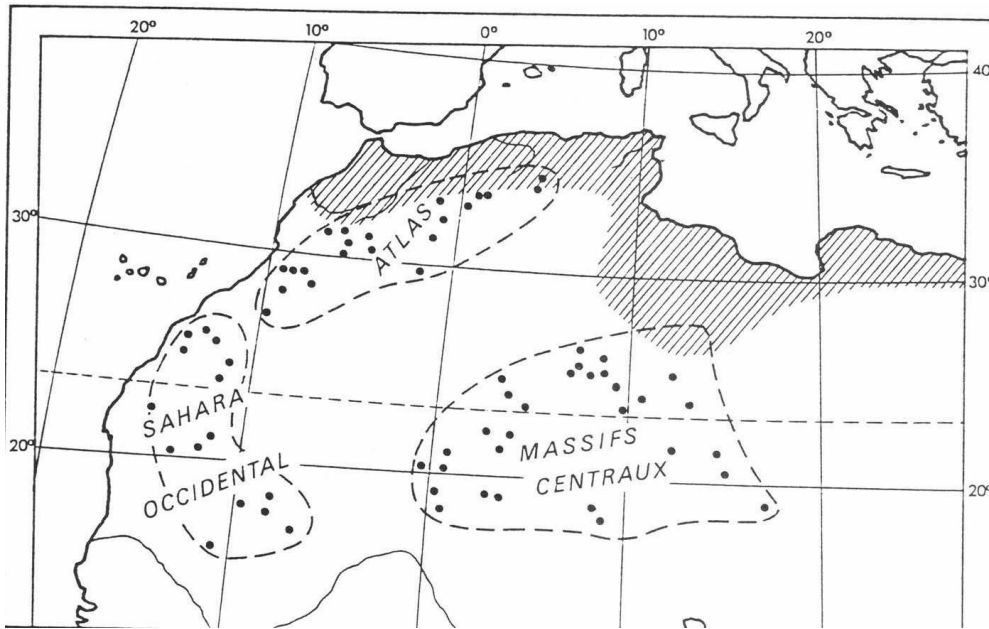 20° 10° 0° 10° 20°
40
30°
30°
ATLAS
20°
20°
SAHARA
OCCIDENTAL
MASSIFS
CENTRAUX